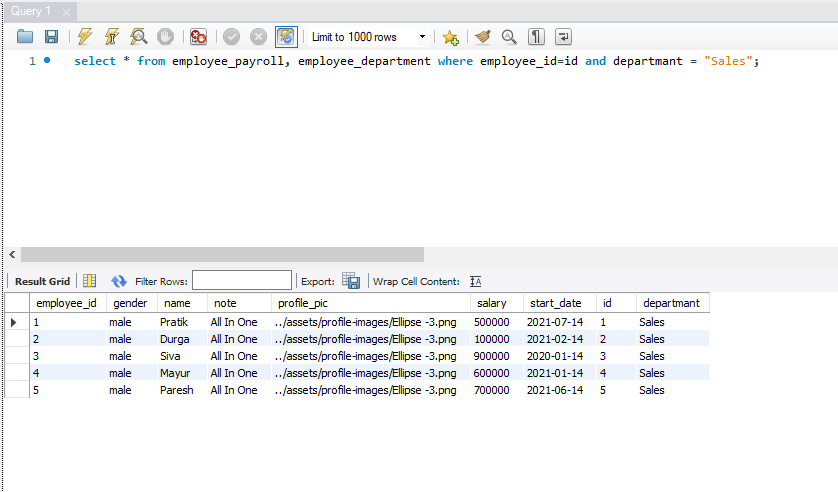 Query 1
Limit to 1000 rows
1 select * from employee_payroll, employee_department where employee_id=id and departmant = "Sales";
Result Grid Filter Rows: Export: Wrap Cell Content:
employee_id gender name note profile_pic salary start_date id departmant
1 male Pratik All In One ../assets/profile-images/Ellipse -3.png 500000 2021-07-14 1 Sales
2 male Durga All In One ../assets/profile-images/Ellipse -3.png 100000 2021-02-14 2 Sales
3 male Siva All In One ../assets/profile-images/Ellipse -3.png 900000 2020-01-14 3 Sales
4 male Mayur All In One ../assets/profile-images/Ellipse -3.png 600000 2021-01-14 4 Sales
5 male Paresh All In One ../assets/profile-images/Ellipse -3.png 700000 2021-06-14 5 Sales